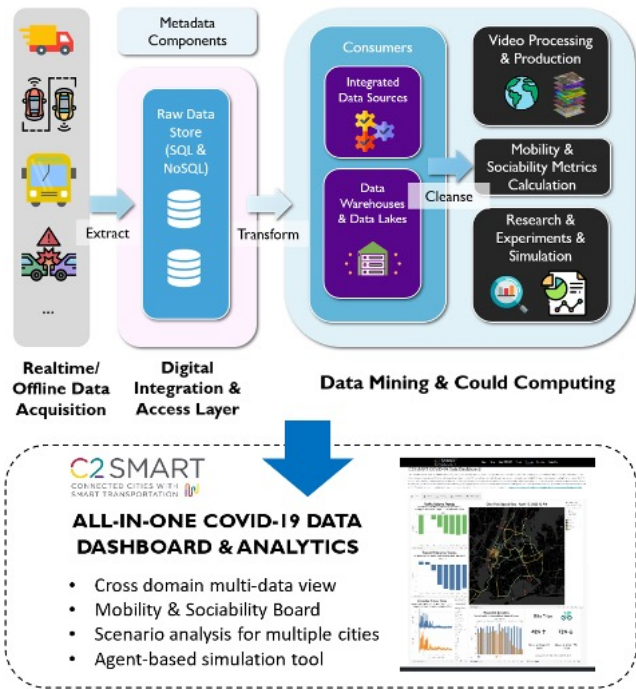 Metadata
Components
Consumers
Integrated
Data Sources
Data
Warehouses
& Data Lakes
Raw Data
Store
(SQL &
NoSQL)
Extract
Transform
Cleanse
Video Processing
& Production
Mobility &
Sociability Metrics
Calculation
Research &
Experiments &
Simulation
...
Realtime/
Offline Data
Acquisition
Digital
Integration &
Access Layer
Data Mining & Could Computing
C2SMART
CONNECTED CITIES WITH
SMART TRANSPORTATION
ALL-IN-ONE COVID-19 DATA
DASHBOARD & ANALYTICS
• Cross domain multi-data view
• Mobility & Sociability Board
• Scenario analysis for multiple cities
• Agent-based simulation tool